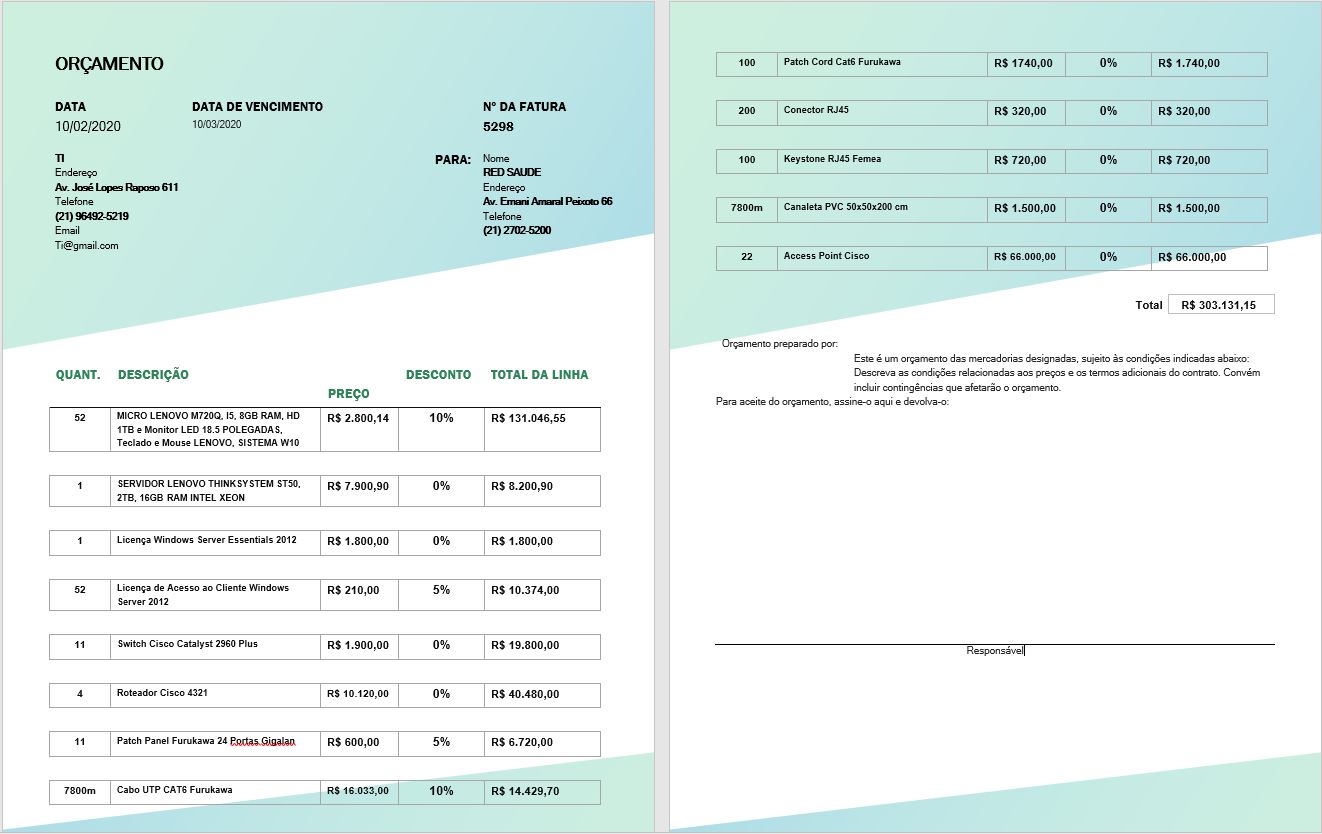 ORÇAMENTO
DATA DATA DE VENCIMENTO Nº DA FATURA
10/02/2020 10/03/2020 5298
TI
Endereço
Av. José Lopes Raposo 611
Telefone
(21) 96492-5219
Email
Ti@gmail.com
PARA: Nome
RED SAUDE
Endereço
Av. Ernani Amaral Peixoto 66
Telefone
(21) 2702-5200
QUANT. DESCRIÇÃO PREÇO DESCONTO TOTAL DA LINHA
52 MICRO LENOVO M720Q, I5, 8GB RAM, HD R$ 2.800,14 10% R$ 131.046,55
1TB e Monitor LED 18.5 POLEGADAS,
Teclado e Mouse LENOVO, SISTEMA W10
1 SERVIDOR LENOVO THINKSYSTEM ST50, R$ 7.900,90 0% R$ 8.200,90
2TB, 16GB RAM INTEL XEON
1 Licença Windows Server Essentials 2012 R$ 1.800,00 0% R$ 1.800,00
52 Licença de Acesso ao Cliente Windows R$ 210,00 5% R$ 10.374,00
Server 2012
11 Switch Cisco Catalyst 2960 Plus R$ 1.900,00 0% R$ 19.800,00
4 Roteador Cisco 4321 R$ 10.120,00 0% R$ 40.480,00
11 Patch Panel Furukawa 24 Portas Gigalan R$ 600,00 5% R$ 6.720,00
7800m Cabo UTP CAT6 Furukawa R$ 16.033,00 10% R$ 14.429,70
100 Patch Cord Cat6 Furukawa R$ 1740,00 0% R$ 1.740,00
200 Conector RJ45 R$ 320,00 0% R$ 320,00
100 Keystone RJ45 Femea R$ 720,00 0% R$ 720,00
7800m Canaleta PVC 50x50x200 cm R$ 1.500,00 0% R$ 1.500,00
22 Access Point Cisco R$ 66.000,00 0% R$ 66.000,00
Total R$ 303.131,15
Orçamento preparado por:
Este é um orçamento das mercadorias designadas, sujeito às condições indicadas abaixo:
Descreva as condições relacionadas aos preços e os termos adicionais do contrato. Convém
incluir contingências que afetarão o orçamento.
Para aceite do orçamento, assine-o aqui e devolva-o:
Responsável